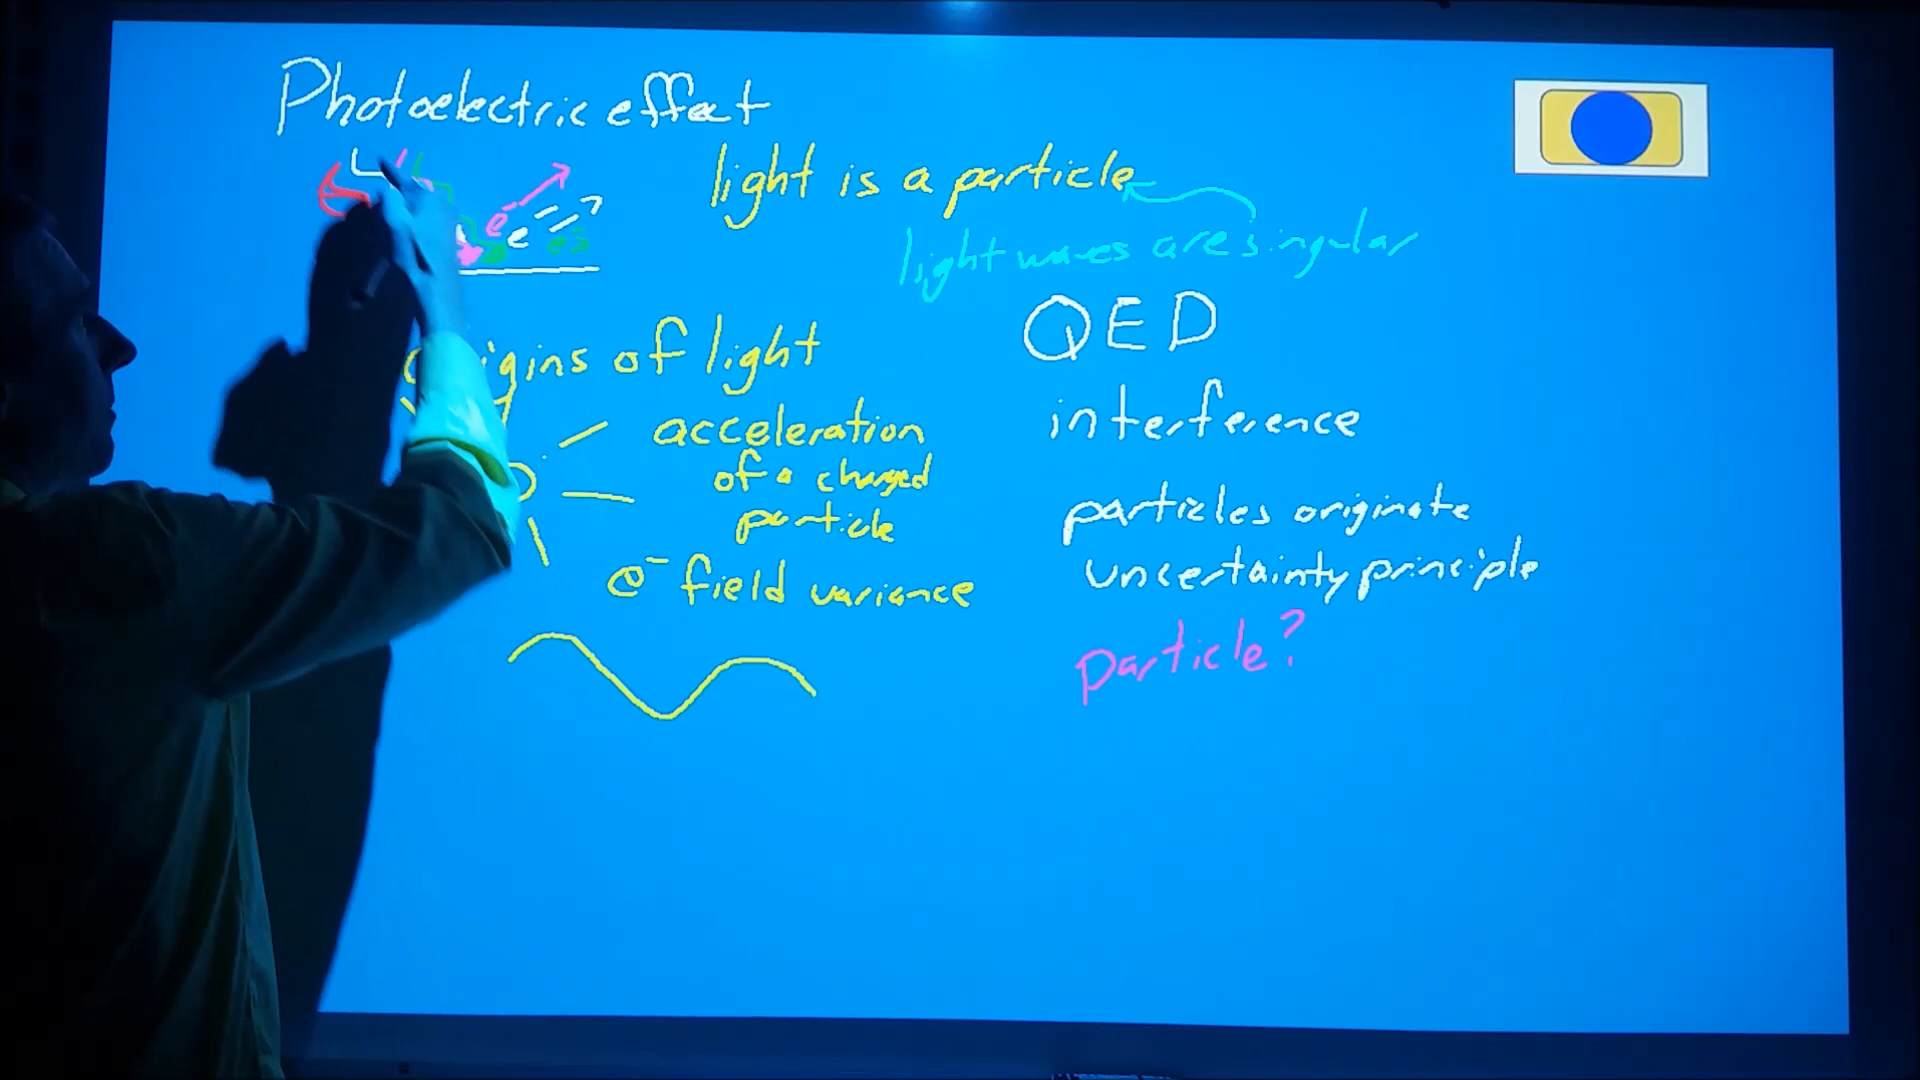 Photoelectric effect
light is a particle
light waves are singular
e⁻ e⁻ e⁻
QED
origins of light
interference
acceleration
of a charged
particle
particles originate
uncertainty principle
e⁻ field variance
particle?